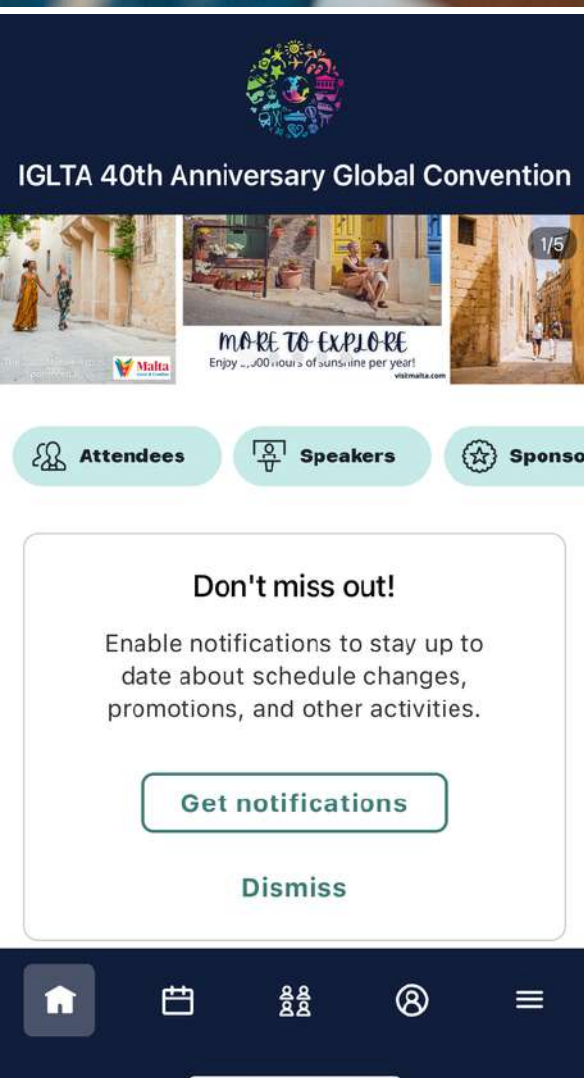 IGLTA 40th Anniversary Global Convention
1/5
MORE TO EXPLORE
Enjoy hours of sunshine per year!
Malta
visitmalta.com
Attendees
Speakers
Sponso
Don't miss out!
Enable notifications to stay up to
date about schedule changes,
promotions, and other activities.
Get notifications
Dismiss